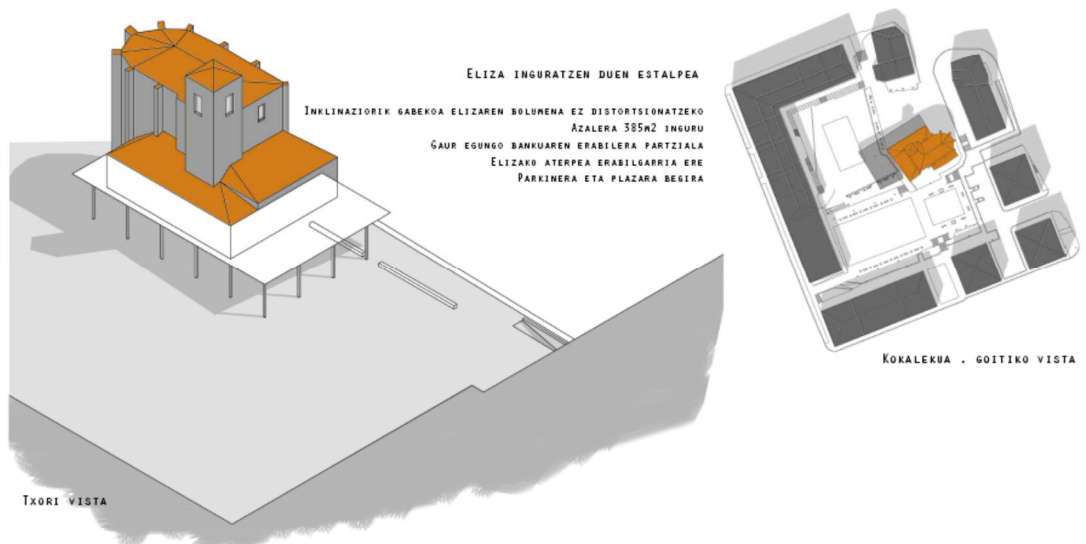 Eliza inguratzen duen estalpea
Inklinaziorik gabekoa elizaren bolumena ez distortsionatzeko
Azalera 385m2 inguru
Gaur egungo bankuaren erabilera partziala
Elizako aterpea erabilgarria ere
Parkinera eta plazara begira
Kokalekua . goitiko vista
Txori vista